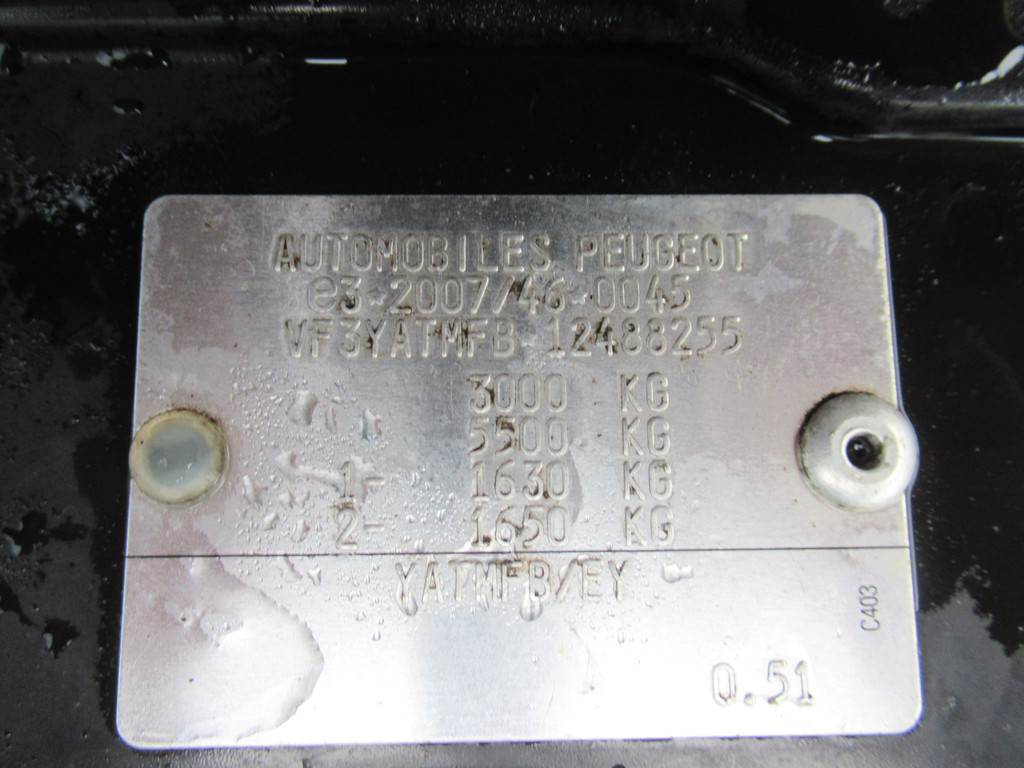 AUTOMOBILES PEUGEOT
e3*2007/46*0045
VF3YATMFB 12488255
3000 KG
5500 KG
1- 1630 KG
2- 1650 KG
YATMFB/EY
C403
0.51